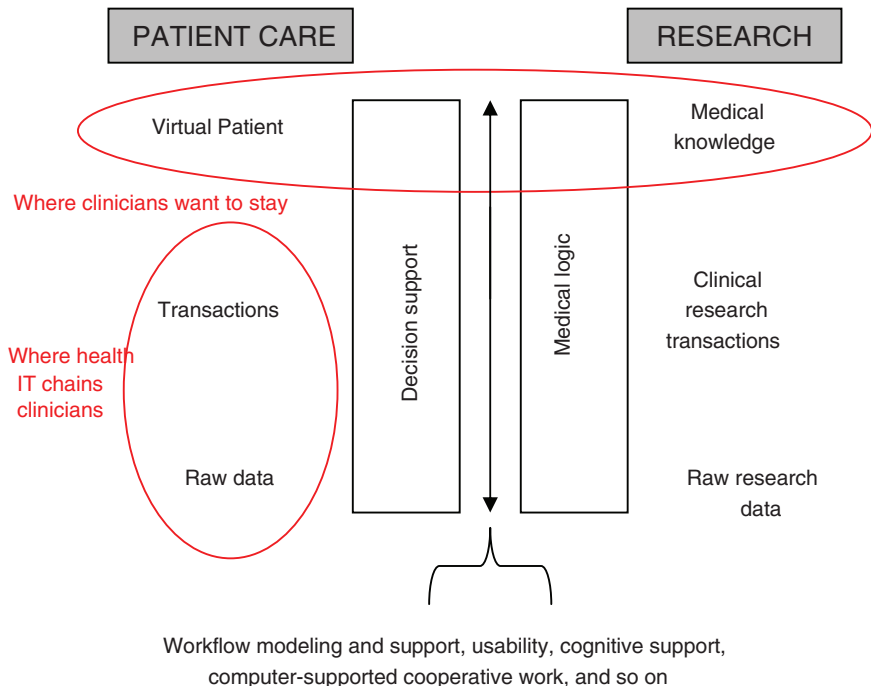 PATIENT CARE
RESEARCH
Virtual Patient
Medical
knowledge
Where clinicians want to stay
Decision support
Medical logic
Transactions
Clinical
research
transactions
Where health
IT chains
clinicians
Raw data
Raw research
data
Workflow modeling and support, usability, cognitive support,
computer-supported cooperative work, and so on